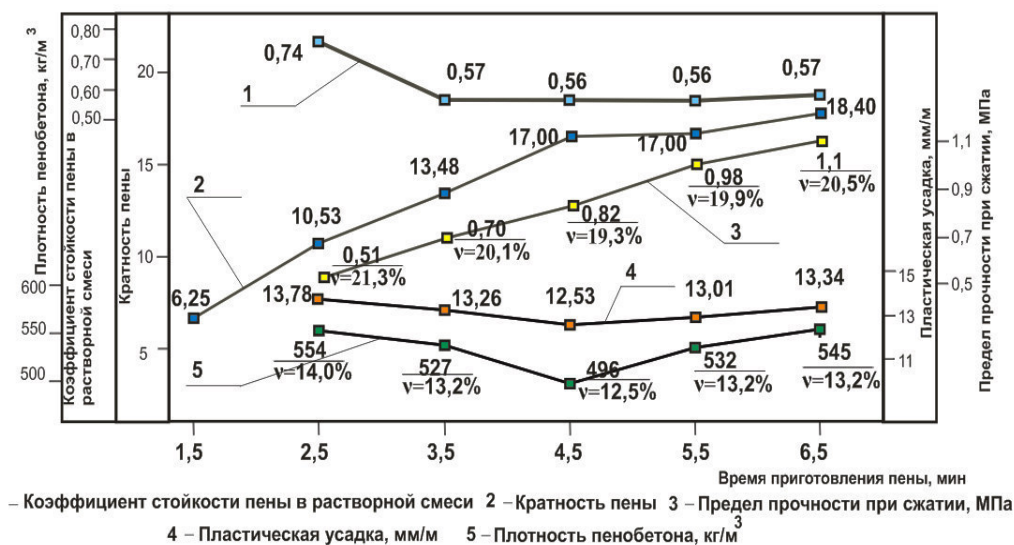 Плотность пенобетона, кг/м³
Коэффициент стойкости пены в
растворной смеси
0,80
0,70
0,60
0,50
600
550
500
Кратность пены
20
15
10
5
0,74
0,57
0,56
0,56
0,57
1
18,40
17,00
17,00
13,48
10,53
6,25
2
1,1
ν=20,5%
0,98
ν=19,9%
0,82
ν=19,3%
0,70
ν=20,1%
0,51
ν=21,3%
3
4
13,78
13,26
12,53
13,01
13,34
5
554
ν=14,0%
527
ν=13,2%
496
ν=12,5%
532
ν=13,2%
545
ν=13,2%
15
13
11
Пластическая усадка, мм/м
1,1
0,9
0,7
0,5
Предел прочности при сжатии, МПа
1,5 2,5 3,5 4,5 5,5 6,5
Время приготовления пены, мин
– Коэффициент стойкости пены в растворной смеси 2 – Кратность пены 3 – Предел прочности при сжатии, МПа
4 – Пластическая усадка, мм/м 5 – Плотность пенобетона, кг/м³